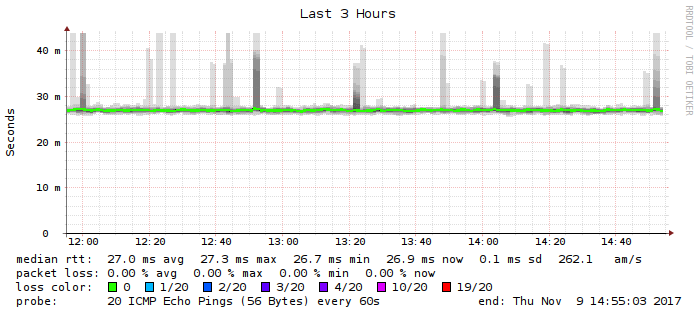 Last 3 Hours
RRDTOOL / TOBI OETIKER
Seconds
40 m
30 m
20 m
10 m
0
12:00 12:20 12:40 13:00 13:20 13:40 14:00 14:20 14:40
median rtt: 27.0 ms avg 27.3 ms max 26.7 ms min 26.9 ms now 0.1 ms sd 262.1 am/s
packet loss: 0.00 % avg 0.00 % max 0.00 % min 0.00 % now
loss color: 0 1/20 2/20 3/20 4/20 10/20 19/20
probe: 20 ICMP Echo Pings (56 Bytes) every 60s end: Thu Nov 9 14:55:03 2017